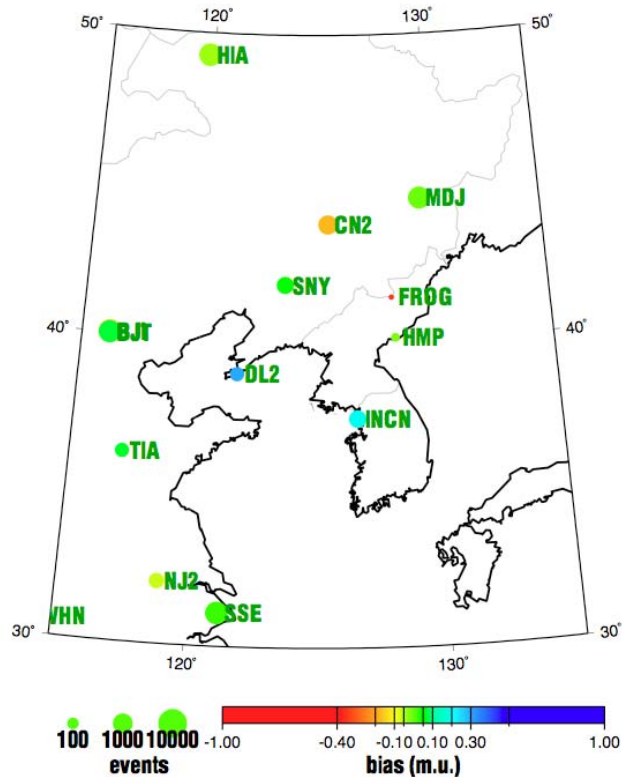 50° 120° 130° 50°
HIA
MDJ
CN2
SNY
FROG
40° BJT HMP 40°
DL2
INCN
TIA
NJ2
SSE
WHN
30° 30°
120° 130°
100 1000 10000 -1.00 -0.40 -0.10 0.10 0.30 1.00
events bias (m.u.)